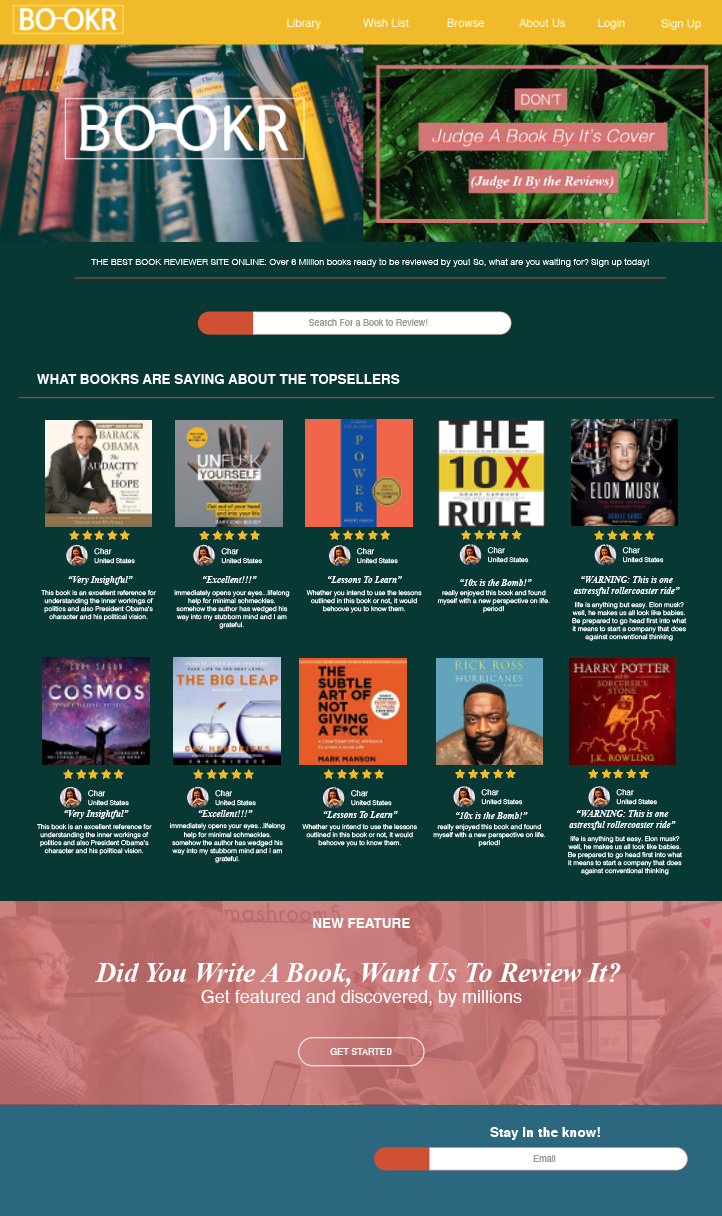 BO-OKR
Library Wish List Browse About Us Login Sign Up
BO-OKR
DON'T
Judge A Book By It's Cover
(Judge It By the Reviews)
THE BEST BOOK REVIEWER SITE ONLINE: Over 6 Million books ready to be reviewed by you! So, what are you waiting for? Sign up today!
Search For a Book to Review!
WHAT BOOKRS ARE SAYING ABOUT THE TOPSELLERS
BARACK
OBAMA
The
AUDACITY
of
HOPE
UNFU*K
YOURSELF
Get out of your head
and into your life
GARY JOHN BISHOP
POWER
THE
10X
GRANT CARDONE
RULE
ELON MUSK
Char
United States
"Very Insightful"
This book is an excellent reference for
understanding the inner workings of
politics and also President Obama's
character and his political vision.
Char
United States
"Excellent!!!"
immediately opens your eyes...lifelong
help for minimal schmeckles.
somehow the author has wedged his
way into my stubborn mind and I am
grateful.
Char
United States
"Lessons To Learn"
Whether you intend to use the lessons
outlined in this book or not, it would
behoove you to know them.
Char
United States
"10x is the Bomb!"
really enjoyed this book and found
myself with a new perspective on life.
period!
Char
United States
"WARNING: This is one
astressful rollercoaster ride"
life is anything but easy. Elon musk?
well, he makes us all look like babies.
Be prepared to go head first into what
it means to start a company that does
against conventional thinking
CARL SAGAN
COSMOS
THE BIG LEAP
GAY HENDRICKS
UNABRIDGED
THE
SUBTLE
ART OF
NOT
GIVING
A F*CK
MARK MANSON
RICK ROSS
HURRICANES
HARRY POTTER
AND THE
SORCERER'S
STONE
J.K. ROWLING
Char
United States
"Very Insightful"
This book is an excellent reference for
understanding the inner workings of
politics and also President Obama's
character and his political vision.
Char
United States
"Excellent!!!"
immediately opens your eyes...lifelong
help for minimal schmeckles.
somehow the author has wedged his
way into my stubborn mind and I am
grateful.
Char
United States
"Lessons To Learn"
Whether you intend to use the lessons
outlined in this book or not, it would
behoove you to know them.
Char
United States
"10x is the Bomb!"
really enjoyed this book and found
myself with a new perspective on life.
period!
Char
United States
"WARNING: This is one
astressful rollercoaster ride"
life is anything but easy. Elon musk?
well, he makes us all look like babies.
Be prepared to go head first into what
it means to start a company that does
against conventional thinking
mashroom5
NEW FEATURE
Did You Write A Book, Want Us To Review It?
Get featured and discovered, by millions
GET STARTED
Stay in the know!
Email